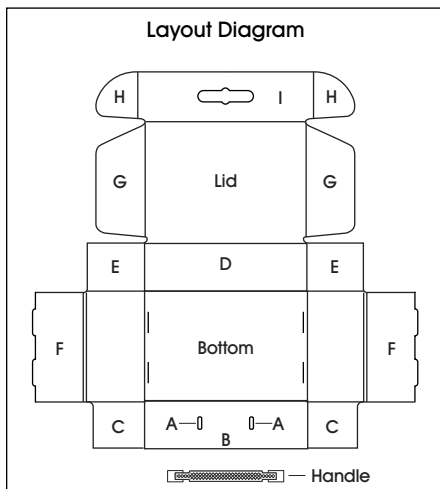 Layout Diagram
H I H
G Lid G
E D E
F Bottom F
C A A C
B
Handle